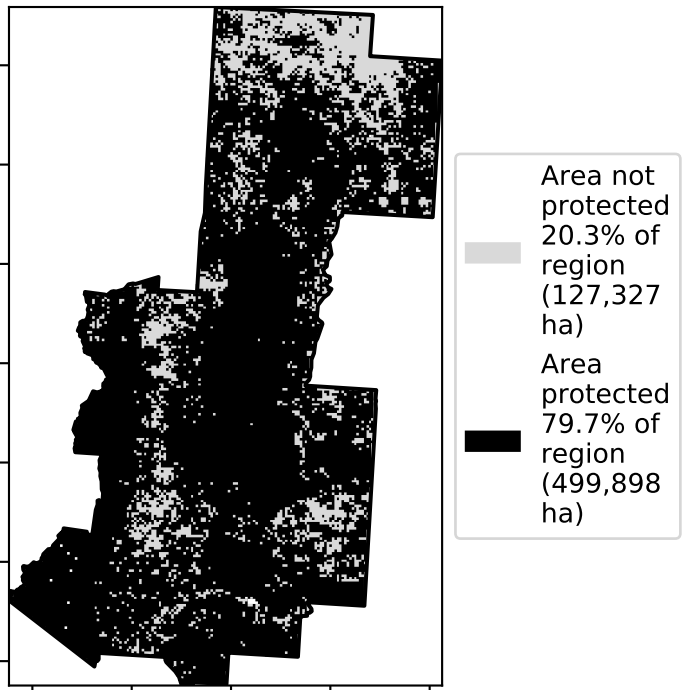 Area not
protected
20.3% of
region
(127,327
ha)
Area
protected
79.7% of
region
(499,898
ha)